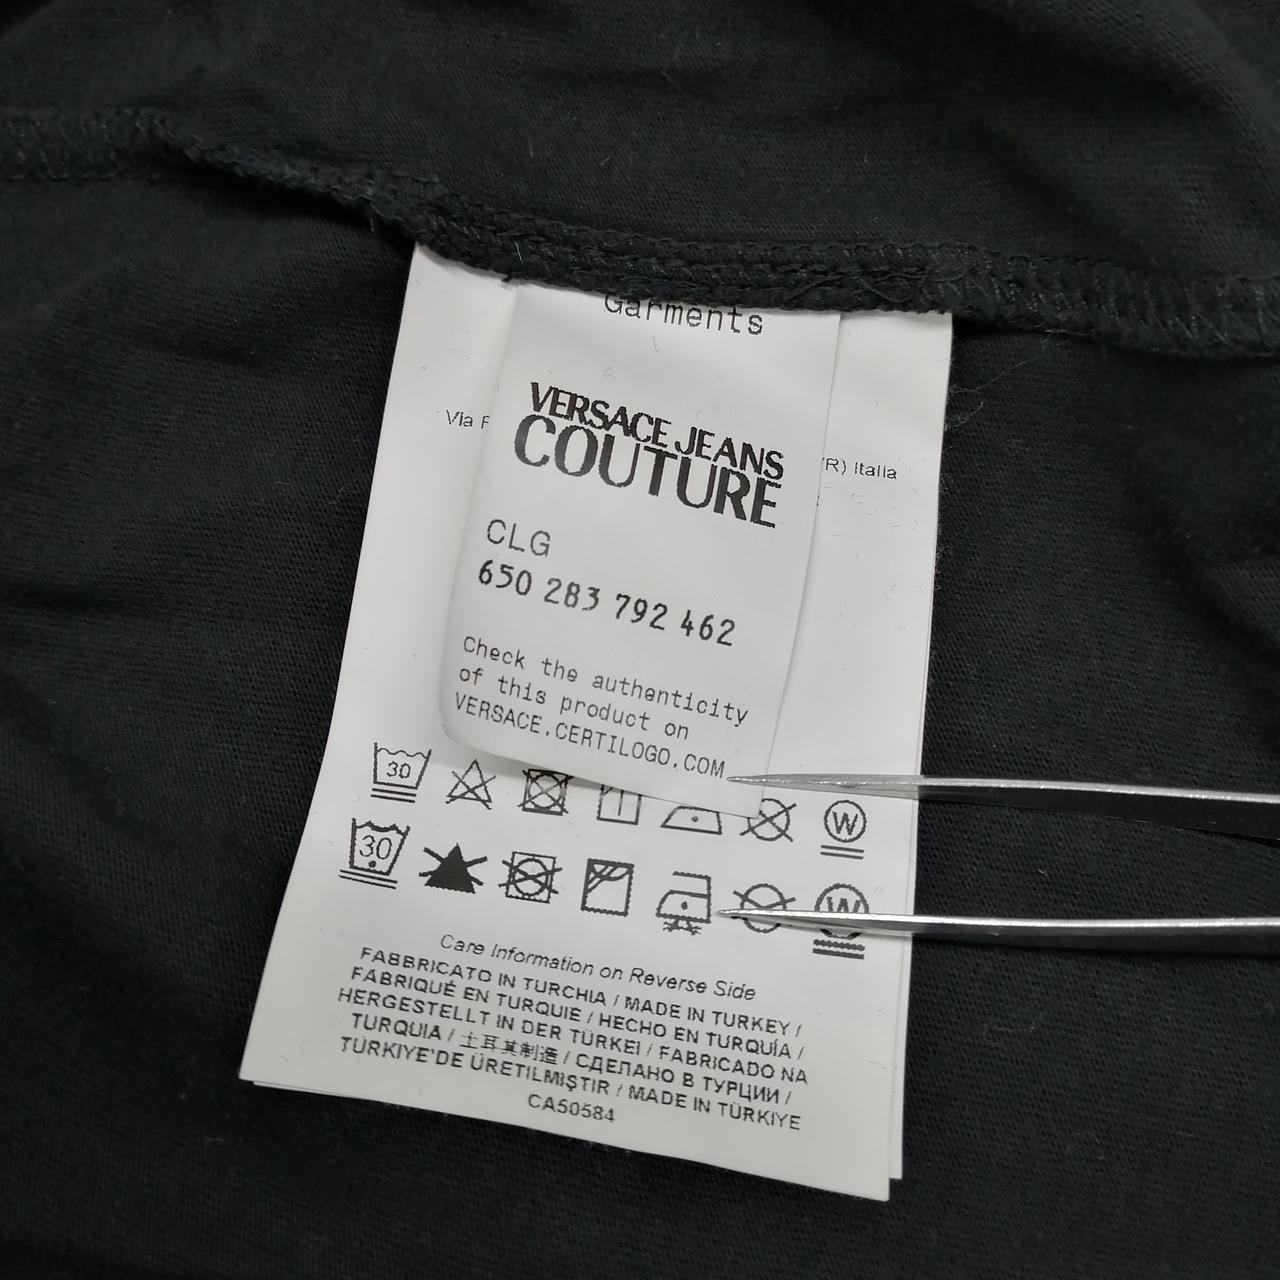 Garments
VERSACE JEANS
COUTURE
Via
(R) Italia
CLG
650 283 792 462
Check the authenticity
of this product on
VERSACE.CERTILOGO.COM
30
W
30
W
Care Information on Reverse Side
FABBRICATO IN TURCHIA / MADE IN TURKEY /
FABRIQUÉ EN TURQUIE / HECHO EN TURQUÍA /
HERGESTELLT IN DER TÜRKEI / FABRICADO NA
TURQUIA / 土耳其制造 / СДЕЛАНО В ТУРЦИИ /
TÜRKIYE'DE ÜRETILMIŞTIR / MADE IN TÜRKIYE
CA50584